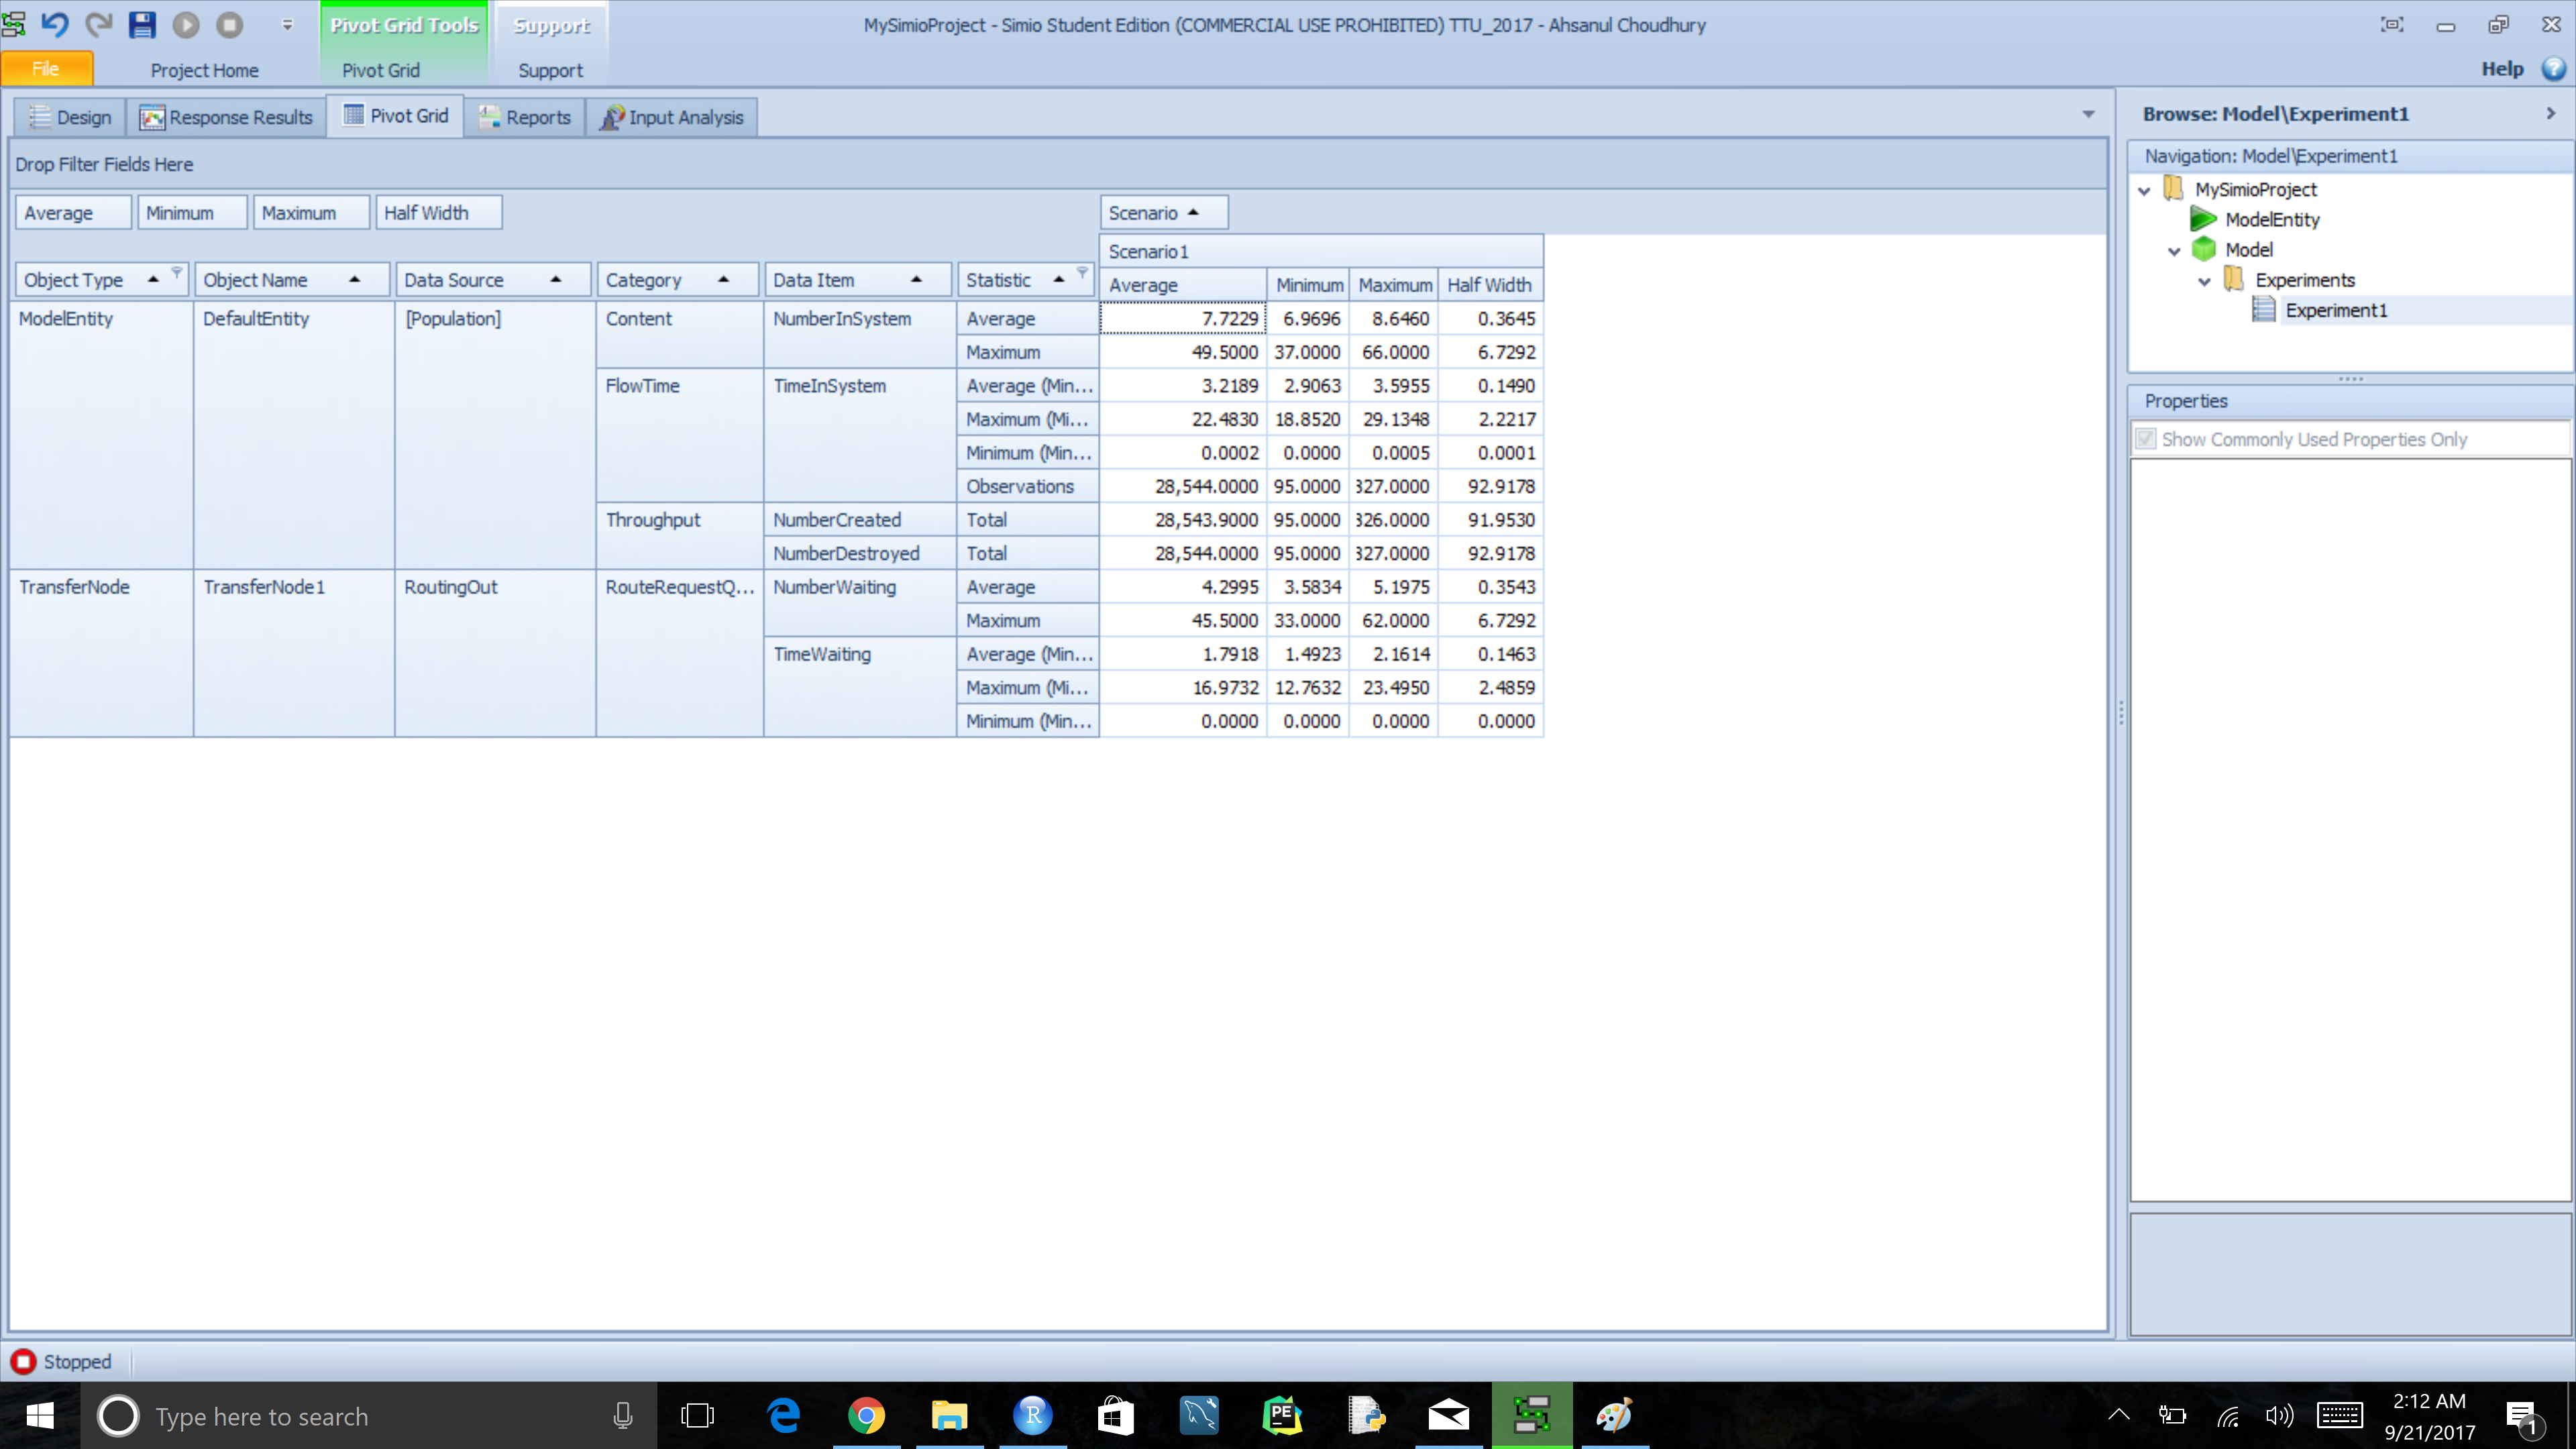 Pivot Grid Tools Support MySimioProject - Simio Student Edition (COMMERCIAL USE PROHIBITED) TTU_2017 - Ahsanul Choudhury
File Project Home Pivot Grid Support Help
Design Response Results Pivot Grid Reports Input Analysis
Drop Filter Fields Here
Average Minimum Maximum Half Width Scenario
Scenario1
Object Type Object Name Data Source Category Data Item Statistic Average Minimum Maximum Half Width
ModelEntity DefaultEntity [Population] Content NumberInSystem Average 7.7229 6.9696 8.6460 0.3645
Maximum 49.5000 37.0000 66.0000 6.7292
FlowTime TimeInSystem Average (Min... 3.2189 2.9063 3.5955 0.1490
Maximum (Mi... 22.4830 18.8520 29.1348 2.2217
Minimum (Min... 0.0002 0.0000 0.0005 0.0001
Observations 28,544.0000 95.0000 327.0000 92.9178
Throughput NumberCreated Total 28,543.9000 95.0000 326.0000 91.9530
NumberDestroyed Total 28,544.0000 95.0000 327.0000 92.9178
TransferNode TransferNode1 RoutingOut RouteRequestQ... NumberWaiting Average 4.2995 3.5834 5.1975 0.3543
Maximum 45.5000 33.0000 62.0000 6.7292
TimeWaiting Average (Min... 1.7918 1.4923 2.1614 0.1463
Maximum (Mi... 16.9732 12.7632 23.4950 2.4859
Minimum (Min... 0.0000 0.0000 0.0000 0.0000
Browse: Model\Experiment1
Navigation: Model\Experiment1
MySimioProject
ModelEntity
Model
Experiments
Experiment1
Properties
Show Commonly Used Properties Only
Stopped
Type here to search
2:12 AM
9/21/2017
1